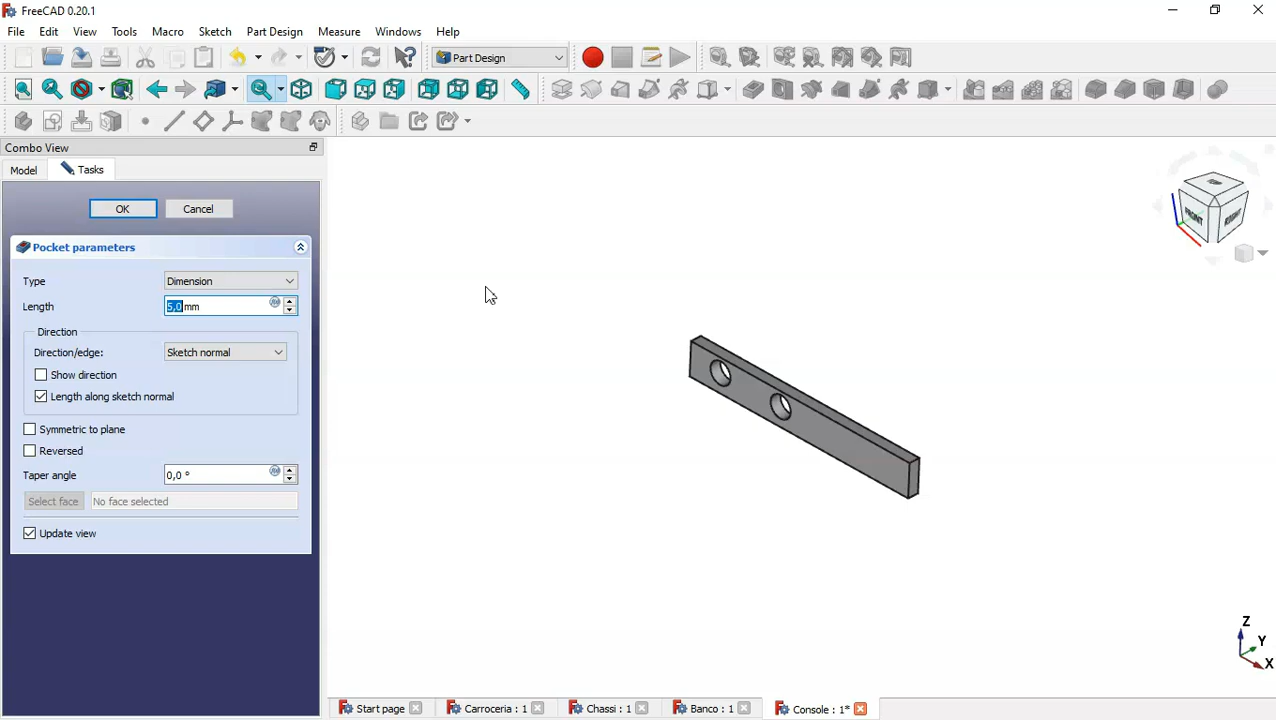 FreeCAD 0.20.1
File Edit View Tools Macro Sketch Part Design Measure Windows Help
Part Design
Combo View
Model Tasks
OK Cancel
Pocket parameters
Type Dimension
Length 5,0 mm
Direction
Direction/edge: Sketch normal
Show direction
Length along sketch normal
Symmetric to plane
Reversed
Taper angle 0,0 °
Select face No face selected
Update view
FRONT RIGHT
Z
Y
X
Start page Carroceria : 1 Chassi : 1 Banco : 1 Console : 1*